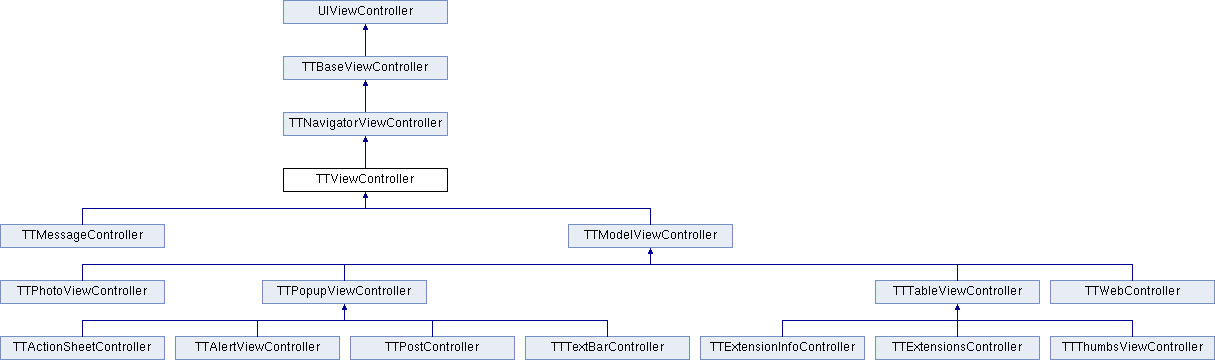 UIViewController
TTBaseViewController
TTNavigatorViewController
TTViewController
TTMessageController
TTModelViewController
TTPhotoViewController
TTPopupViewController
TTTableViewController
TTWebController
TTActionSheetController
TTAlertViewController
TTPostController
TTTextBarController
TTExtensionInfoController
TTExtensionsController
TTThumbsViewController